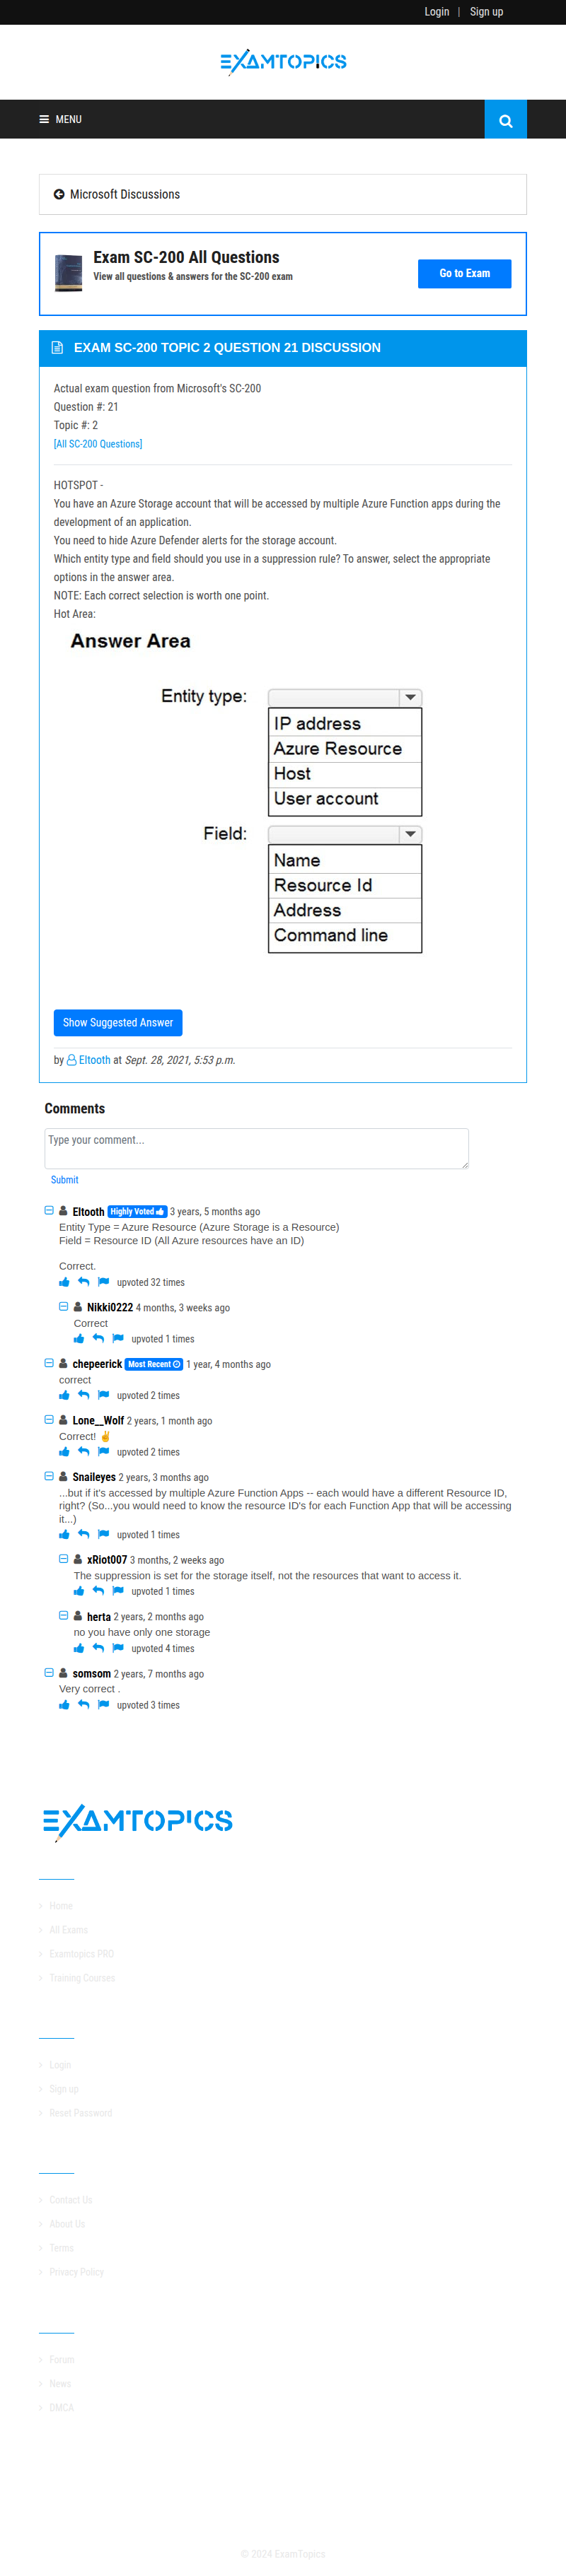 Login | Sign up
EXAMTOPICS
MENU
Microsoft Discussions
Exam SC-200 All Questions
View all questions & answers for the SC-200 exam
Go to Exam
EXAM SC-200 TOPIC 2 QUESTION 21 DISCUSSION
Actual exam question from Microsoft's SC-200
Question #: 21
Topic #: 2
[All SC-200 Questions]
HOTSPOT -
You have an Azure Storage account that will be accessed by multiple Azure Function apps during the
development of an application.
You need to hide Azure Defender alerts for the storage account.
Which entity type and field should you use in a suppression rule? To answer, select the appropriate
options in the answer area.
NOTE: Each correct selection is worth one point.
Hot Area:
Answer Area
Entity type:
IP address
Azure Resource
Host
User account
Field:
Name
Resource Id
Address
Command line
Show Suggested Answer
by Eltooth at Sept. 28, 2021, 5:53 p.m.
Comments
Type your comment...
Submit
Eltooth Highly Voted 3 years, 5 months ago
Entity Type = Azure Resource (Azure Storage is a Resource)
Field = Resource ID (All Azure resources have an ID)
Correct.
upvoted 32 times
Nikki0222 4 months, 3 weeks ago
Correct
upvoted 1 times
chepeerick Most Recent 1 year, 4 months ago
correct
upvoted 2 times
Lone__Wolf 2 years, 1 month ago
Correct! ✌
upvoted 2 times
Snaileyes 2 years, 3 months ago
...but if it's accessed by multiple Azure Function Apps -- each would have a different Resource ID,
right? (So...you would need to know the resource ID's for each Function App that will be accessing
it...)
upvoted 1 times
xRiot007 3 months, 2 weeks ago
The suppression is set for the storage itself, not the resources that want to access it.
upvoted 1 times
herta 2 years, 2 months ago
no you have only one storage
upvoted 4 times
somsom 2 years, 7 months ago
Very correct .
upvoted 3 times
EXAMTOPICS
Home
All Exams
Examtopics PRO
Training Courses
Login
Sign up
Reset Password
Contact Us
About Us
Terms
Privacy Policy
Forum
News
DMCA
© 2024 ExamTopics